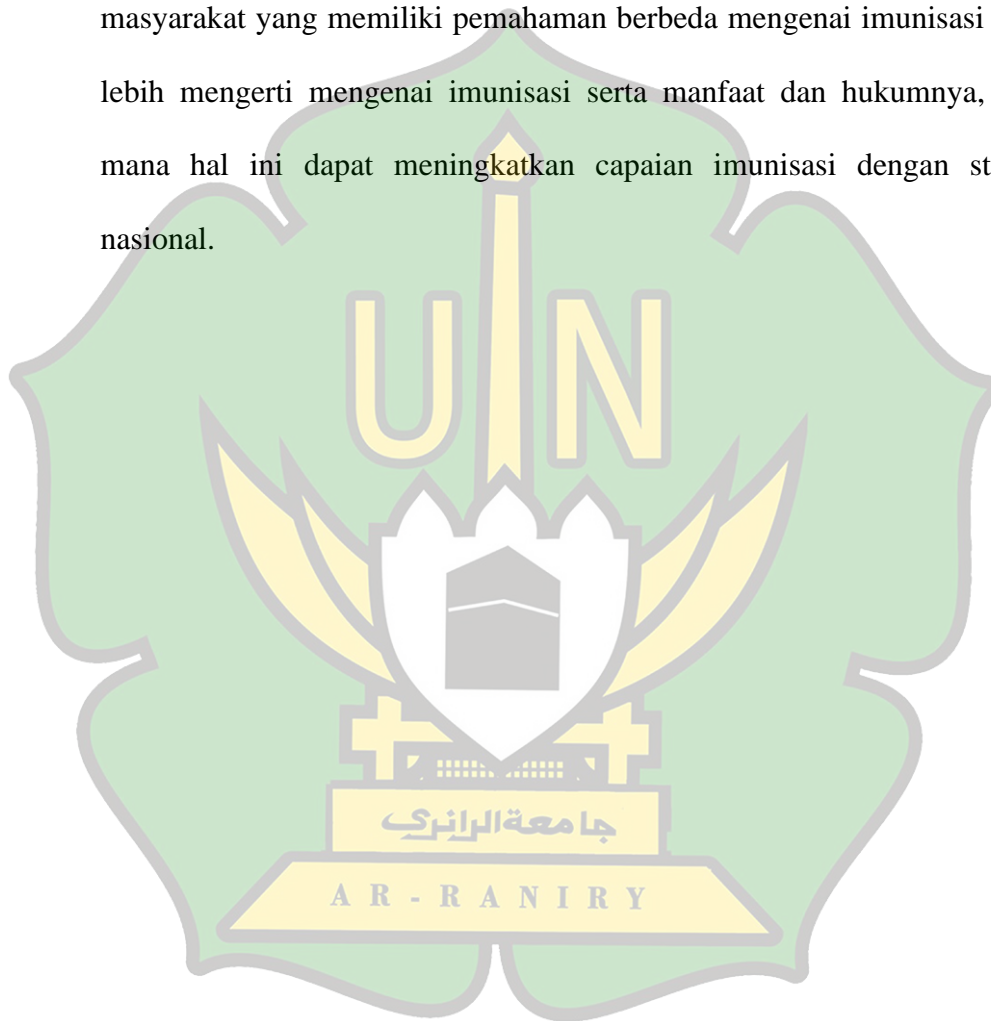 masyarakat yang memiliki pemahaman berbeda mengenai imunisasi
lebih mengerti mengenai imunisasi serta manfaat dan hukumnya,
mana hal ini dapat meningkatkan capaian imunisasi dengan st
nasional.
U N
جامعةالرانري
AR-RANIRY